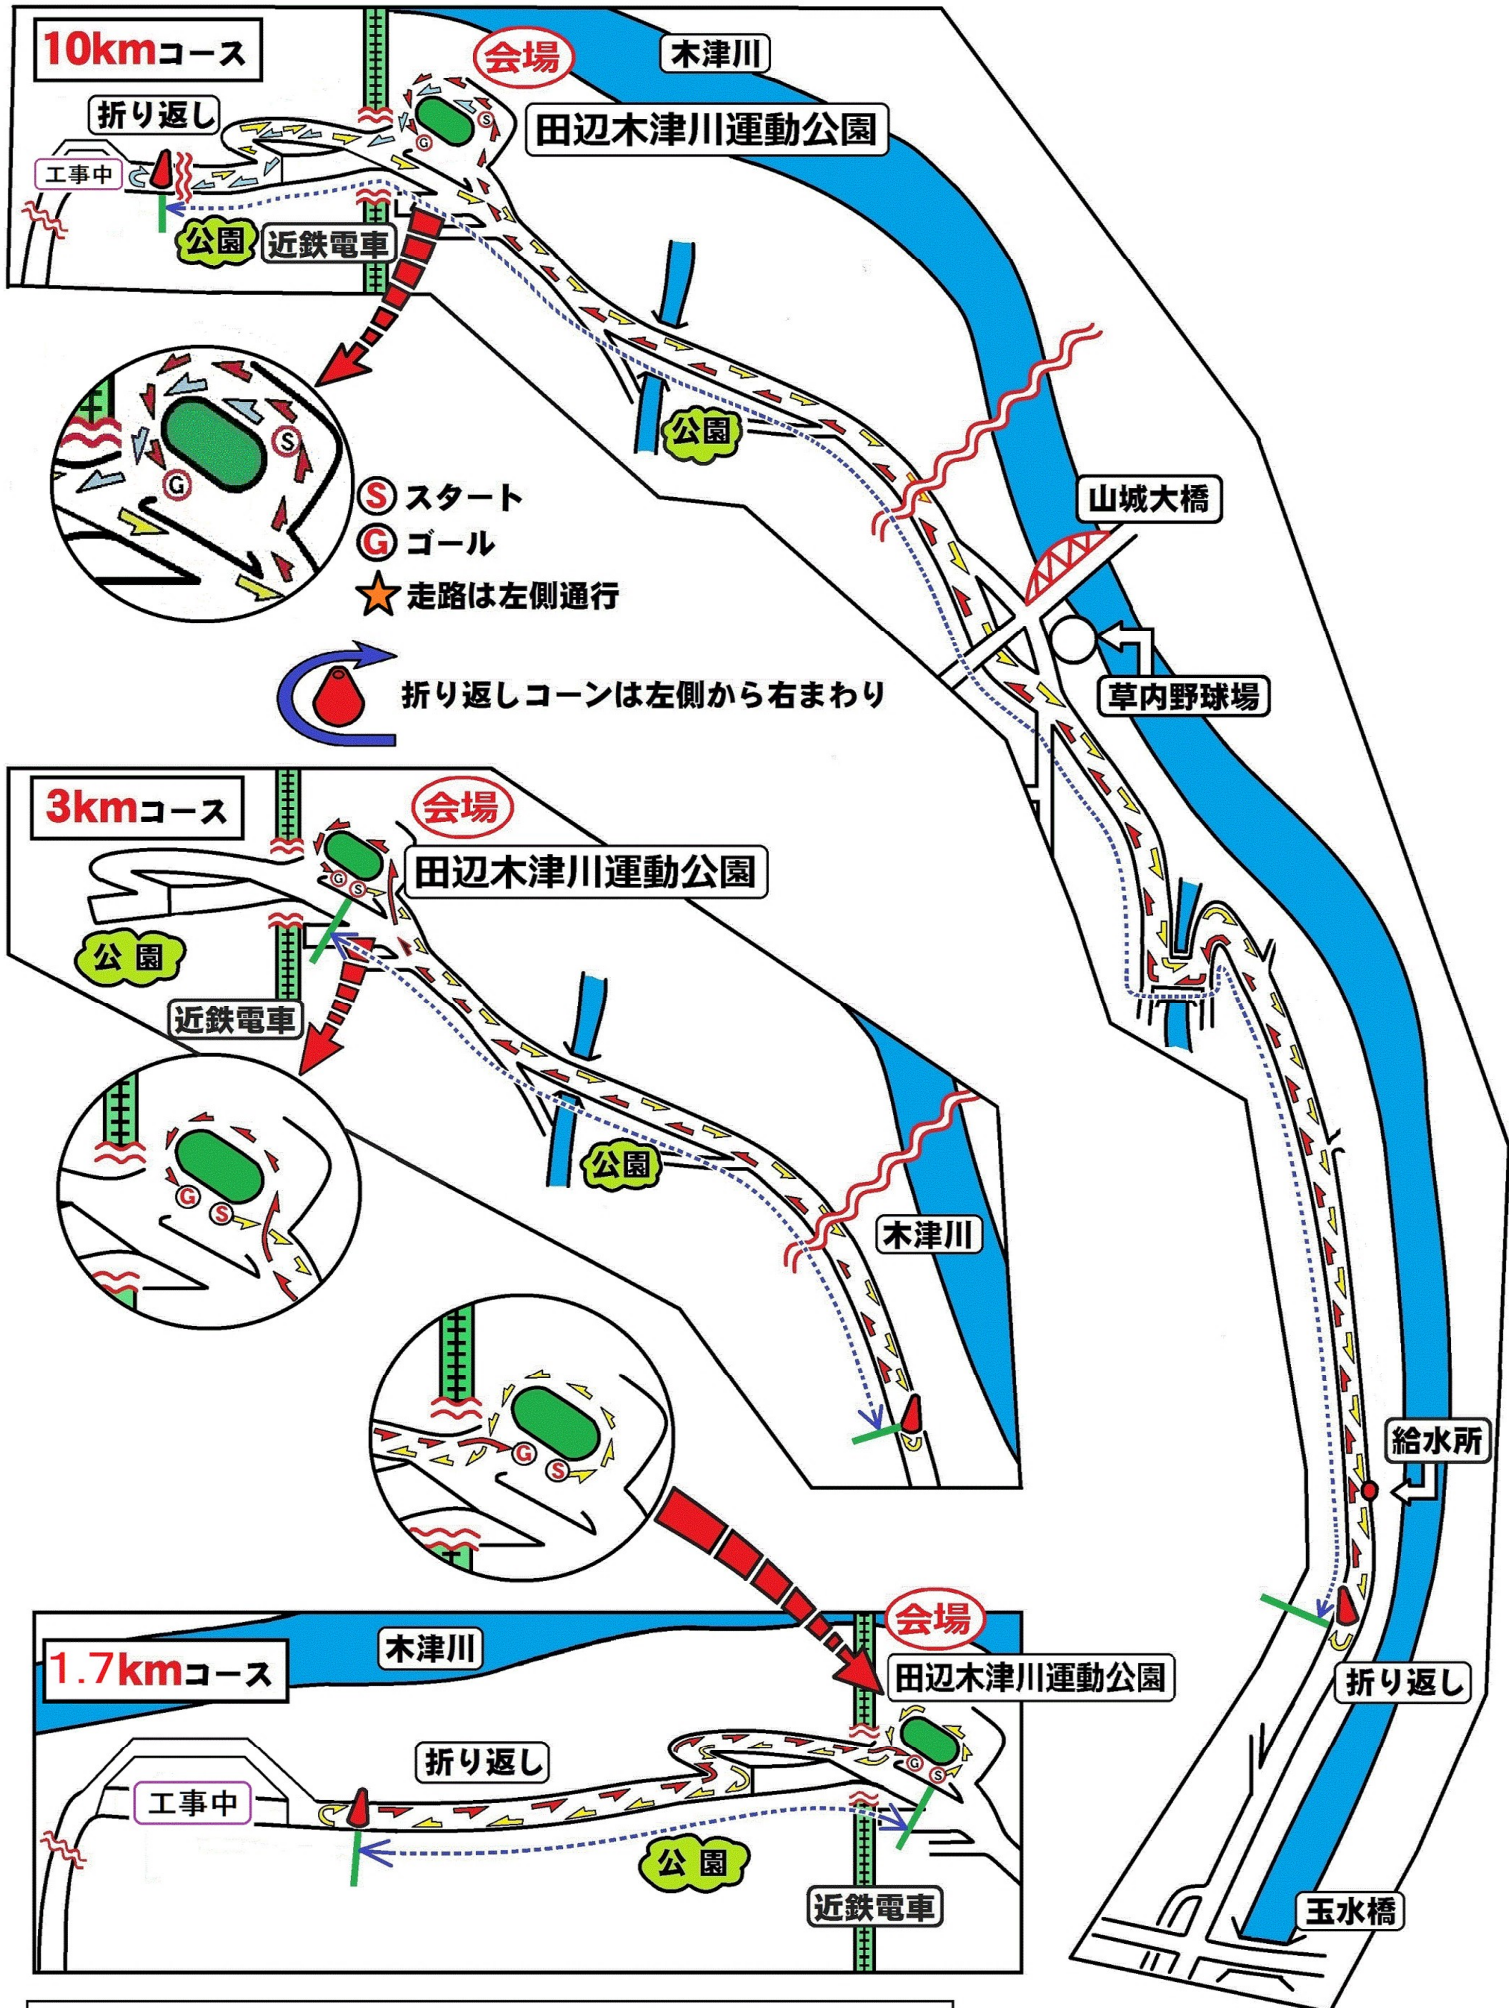 10kmコース
会場
木津川
折り返し
田辺木津川運動公園
工事中
S
G
公園
近鉄電車
公園
S
G
Sスタート
Gゴール
走路は左側通行
山城大橋
草内野球場
折り返しコーンは左側から右まわり
給水所
折り返し
玉水橋
3kmコース
会場
田辺木津川運動公園
G
S
公園
近鉄電車
公園
木津川
G
S
G
S
1.7kmコース
木津川
会場
田辺木津川運動公園
折り返し
工事中
G
S
公園
近鉄電車